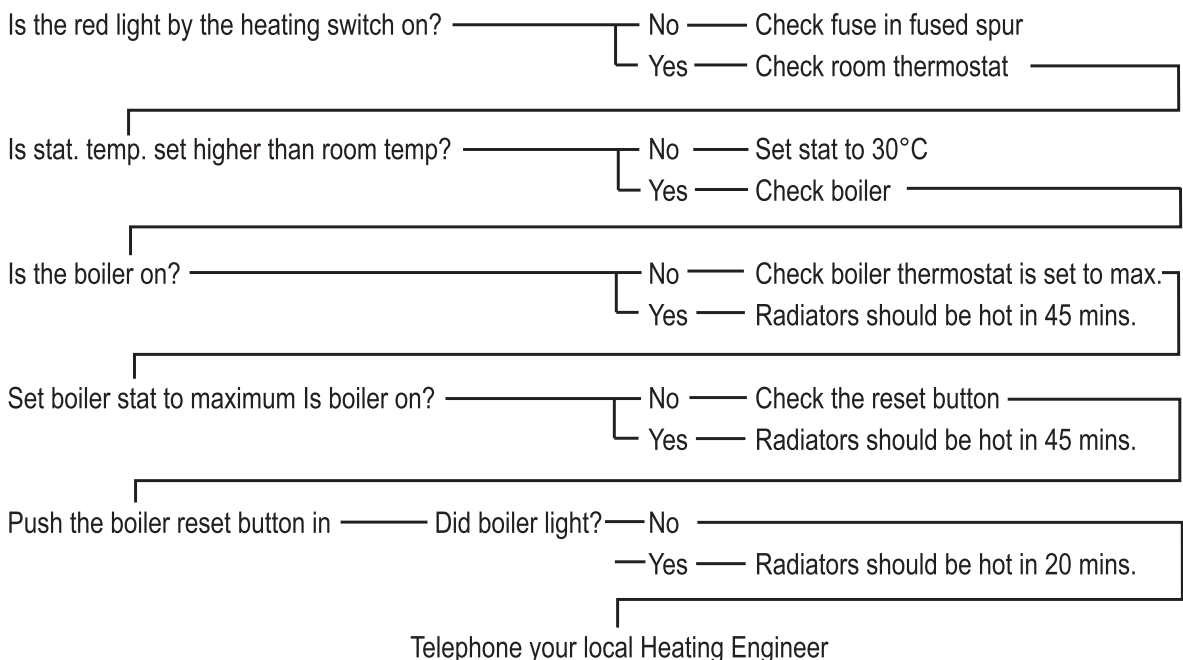 Is the red light by the heating switch on? No Check fuse in fused spur
Yes Check room thermostat
Is stat. temp. set higher than room temp? No Set stat to 30°C
Yes Check boiler
Is the boiler on? No Check boiler thermostat is set to max.
Yes Radiators should be hot in 45 mins.
Set boiler stat to maximum Is boiler on? No Check the reset button
Yes Radiators should be hot in 45 mins.
Push the boiler reset button in Did boiler light? No
Yes Radiators should be hot in 20 mins.
Telephone your local Heating Engineer